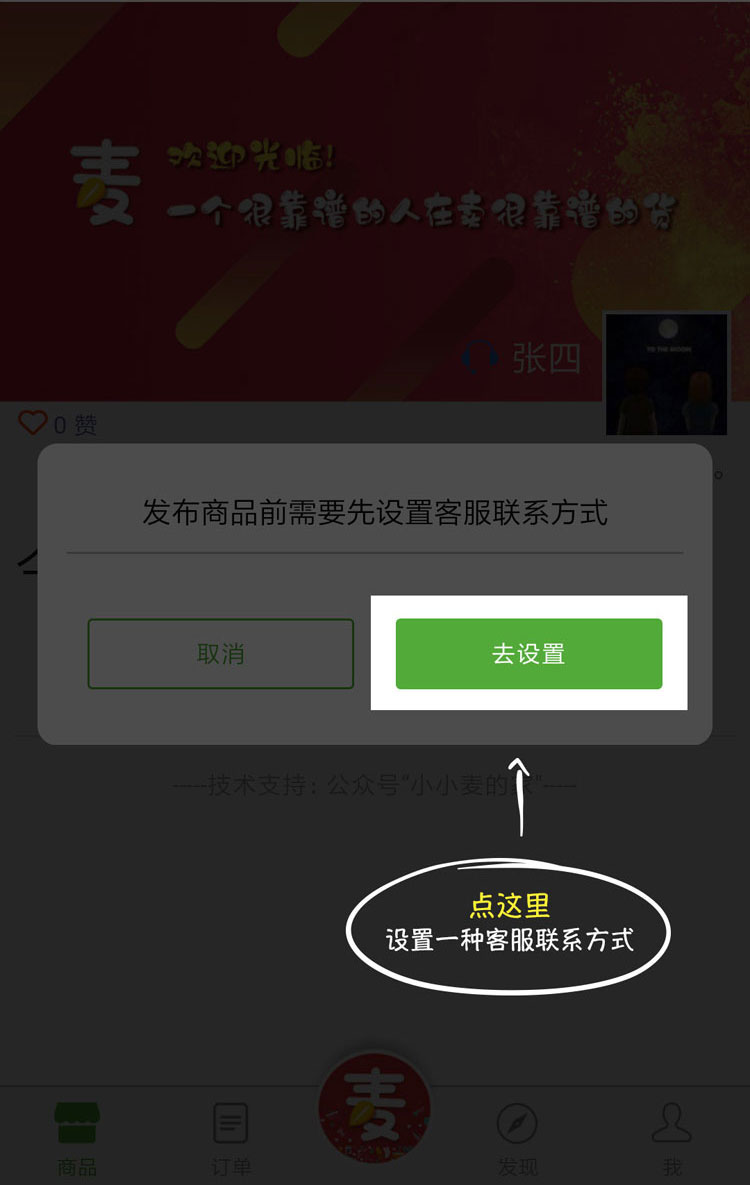 麦
欢迎光临!
一个很靠谱的人在卖很靠谱的货
张四
TO THE MOON
0 赞
。
发布商品前需要先设置客服联系方式
取消
去设置
-----技术支持: 公众号"小小麦的家"-----
点这里
设置一种客服联系方式
麦
商品
订单
发现
我